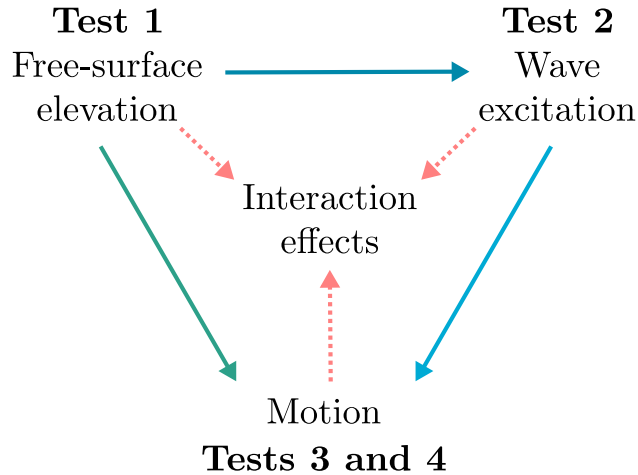 Test 1
Free-surface
elevation
Test 2
Wave
excitation
Interaction
effects
Motion
Tests 3 and 4